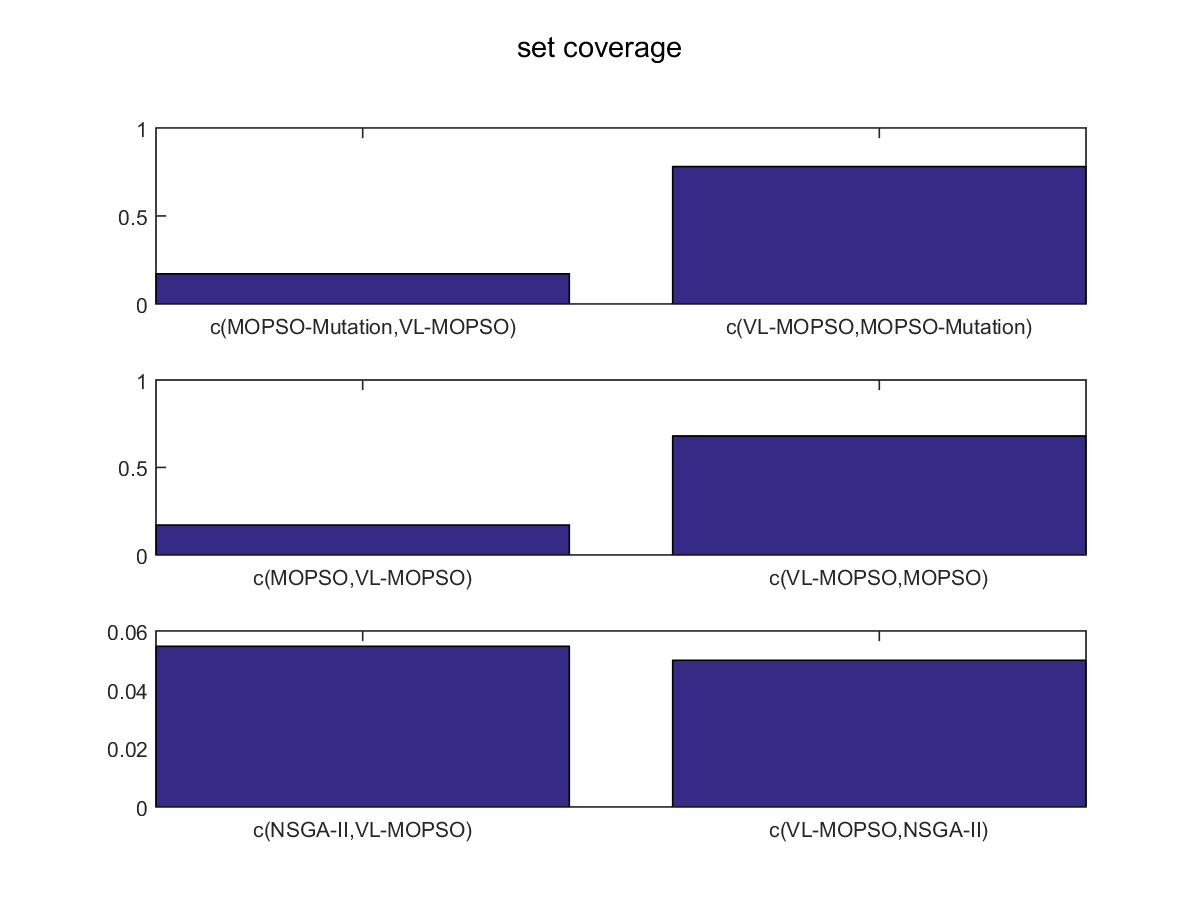 set coverage
1
0.5
0
c(MOPSO-Mutation,VL-MOPSO) c(VL-MOPSO,MOPSO-Mutation)
1
0.5
0
c(MOPSO,VL-MOPSO) c(VL-MOPSO,MOPSO)
0.06
0.04
0.02
0
c(NSGA-II,VL-MOPSO) c(VL-MOPSO,NSGA-II)